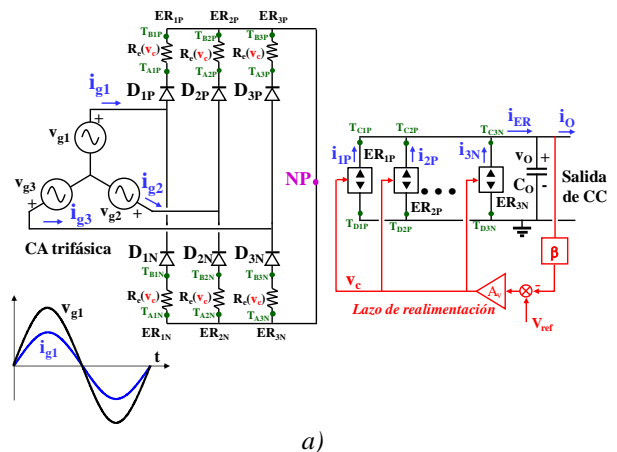 ER1P ER2P ER3P
TB1P TB2P TB3P
Re(vc) Re(vc) Re(vc)
TA1P TA2P TA3P
ig1 D1P D2P D3P
+
vg1
vg3 + vg2 + ig2
ig3
CA trifásica
NP
D1N D2N D3N
TB1N TB2N TB3N
Re(vc) Re(vc) Re(vc)
TA1N TA2N TA3N
ER1N ER2N ER3N
TC1P TC2P TC3N iER iO
i1P ER1P i2P i3N
vO +
CO -
Salida
de CC
ER2P ER3N
TD1P TD2P TD3N
β
vc
Av
-
Lazo de realimentación
Vref
vg1
ig1
t
a)